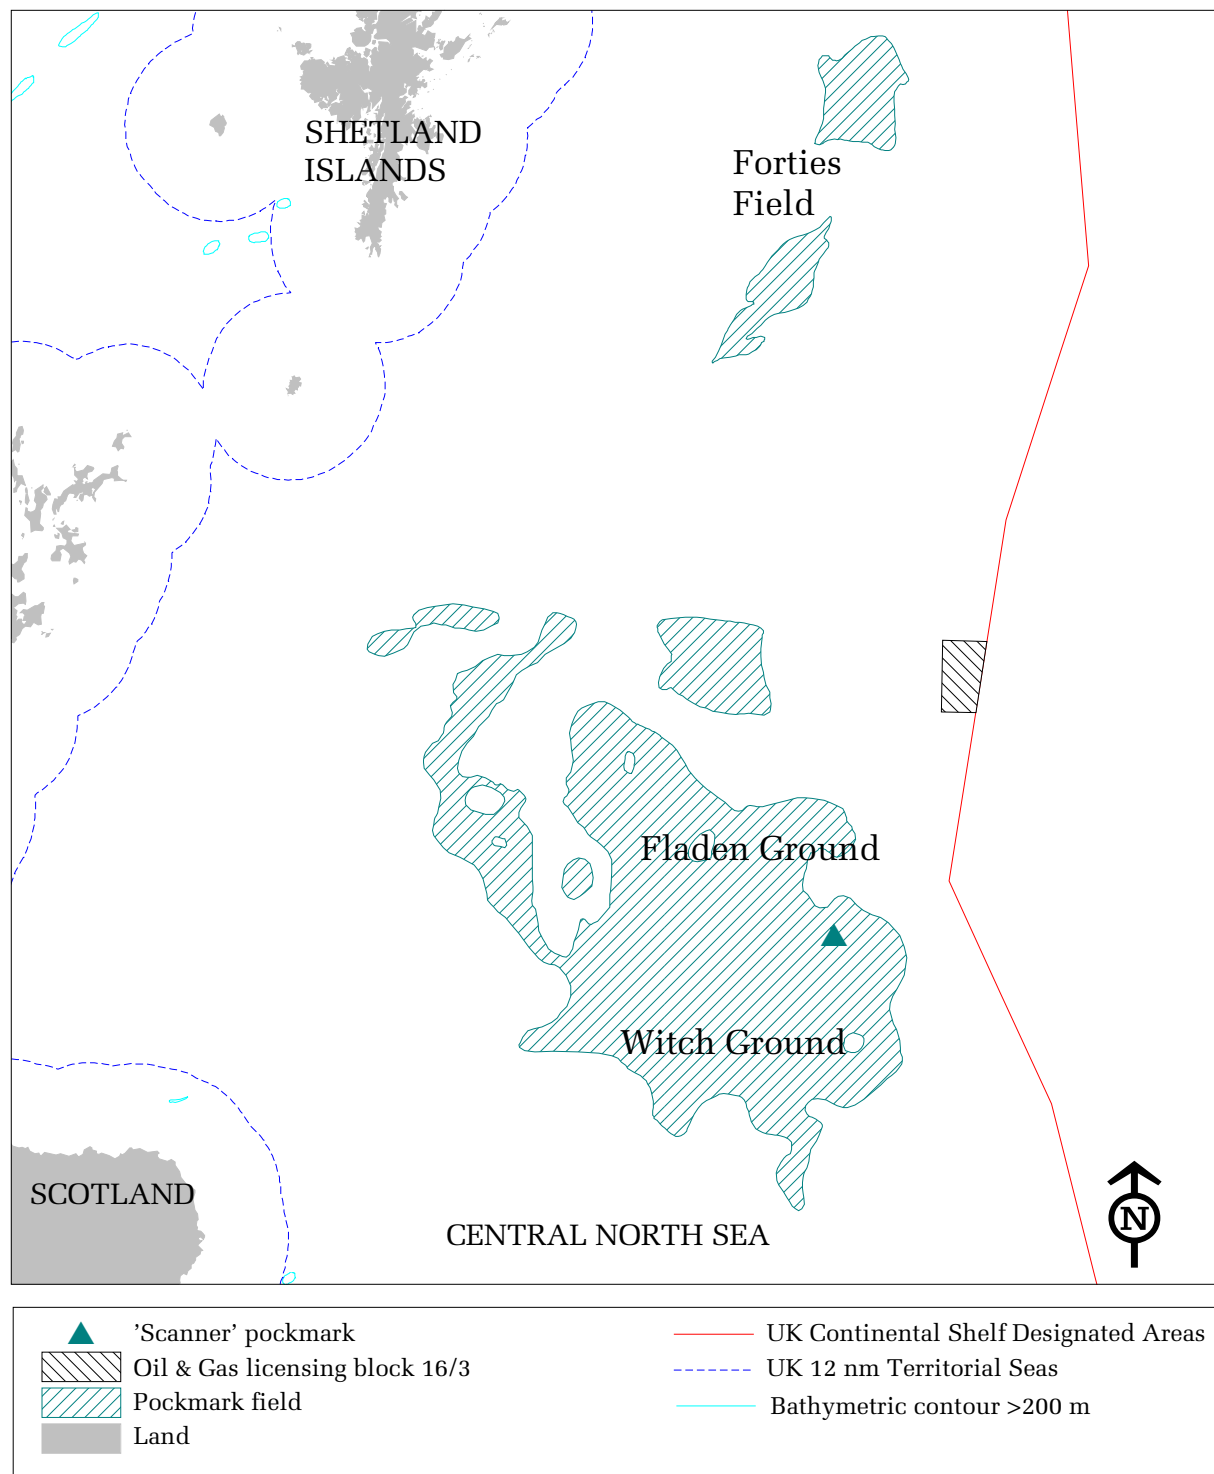 SHETLAND
ISLANDS
Forties
Field
Fladen Ground
Witch Ground
SCOTLAND
CENTRAL NORTH SEA
N
'Scanner' pockmark
Oil & Gas licensing block 16/3
Pockmark field
Land
UK Continental Shelf Designated Areas
UK 12 nm Territorial Seas
Bathymetric contour >200 m